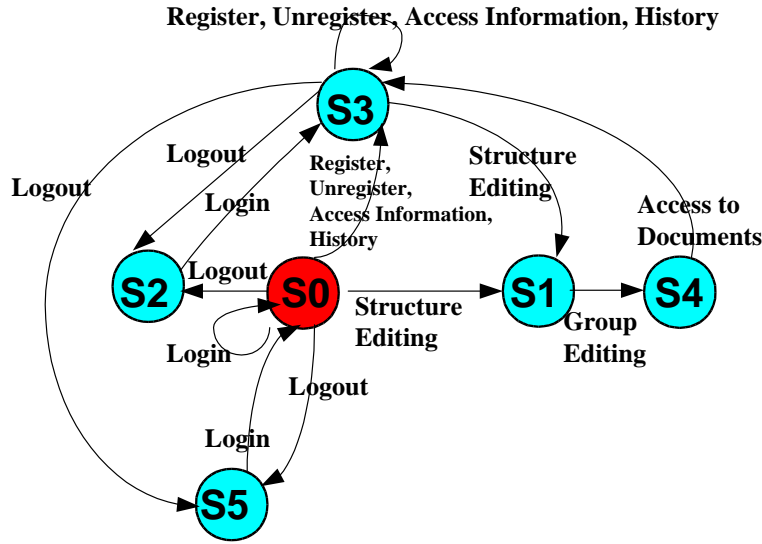 Register, Unregister, Access Information, History
S3
Logout
Structure
Editing
Register,
Unregister,
Access Information,
History
Logout
Login
Access to
Documents
S2
Logout
S0
S1
S4
Structure
Editing
Group
Editing
Login
Logout
Login
S5